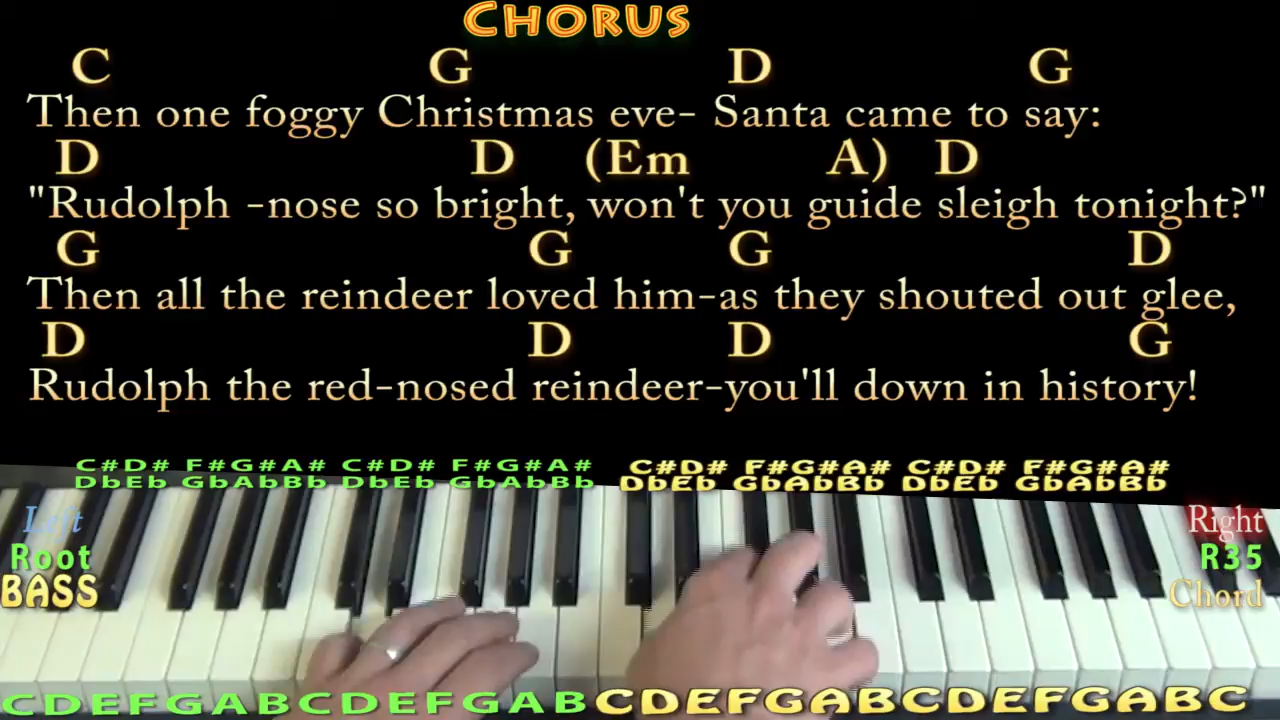 CHORUS
C G D G
Then one foggy Christmas eve- Santa came to say:
D D (Em A) D
"Rudolph -nose so bright, won't you guide sleigh tonight?"
G G G D
Then all the reindeer loved him-as they shouted out glee,
D D D G
Rudolph the red-nosed reindeer-you'll down in history!
C#D# F#G#A# C#D# F#G#A# C#D# F#G#A# C#D# F#G#A#
DbEb GbAbBb DbEb GbAbBb DbEb GbAbBb DbEb GbAbBb
Left Right
Root R35
BASS Chord
CDEFGABCDEFGAB CDEFGABCDEFGABC